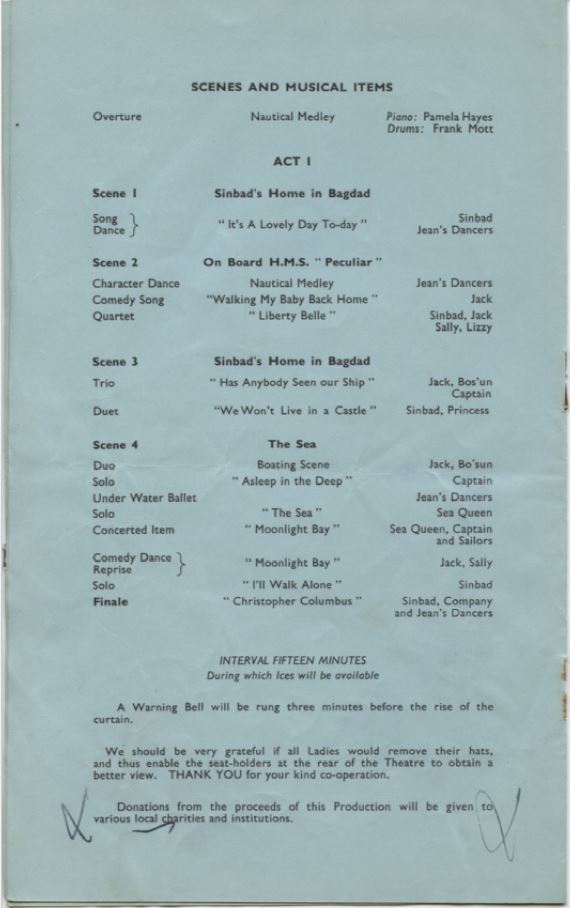 SCENES AND MUSICAL ITEMS
Overture Nautical Medley Piano: Pamela Hayes
Drums: Frank Mott
ACT I
Scene 1 Sinbad's Home in Bagdad
Song
Dance } " It's A Lovely Day To-day " Sinbad
Jean's Dancers
Scene 2 On Board H.M.S. " Peculiar "
Character Dance Nautical Medley Jean's Dancers
Comedy Song "Walking My Baby Back Home " Jack
Quartet " Liberty Belle " Sinbad, Jack
Sally, Lizzy
Scene 3 Sinbad's Home in Bagdad
Trio " Has Anybody Seen our Ship " Jack, Bos'un
Captain
Duet "We Won't Live in a Castle " Sinbad, Princess
Scene 4 The Sea
Duo Boating Scene Jack, Bo'sun
Solo " Asleep in the Deep " Captain
Under Water Ballet Jean's Dancers
Solo " The Sea " Sea Queen
Concerted Item " Moonlight Bay " Sea Queen, Captain
and Sailors
Comedy Dance
Reprise } " Moonlight Bay " Jack, Sally
Solo " I'll Walk Alone " Sinbad
Finale " Christopher Columbus " Sinbad, Company
and Jean's Dancers
INTERVAL FIFTEEN MINUTES
During which Ices will be available
A Warning Bell will be rung three minutes before the rise of the
curtain.
We should be very grateful if all Ladies would remove their hats,
and thus enable the seat-holders at the rear of the Theatre to obtain a
better view. THANK YOU for your kind co-operation.
Donations from the proceeds of this Production will be given to
various local charities and institutions.